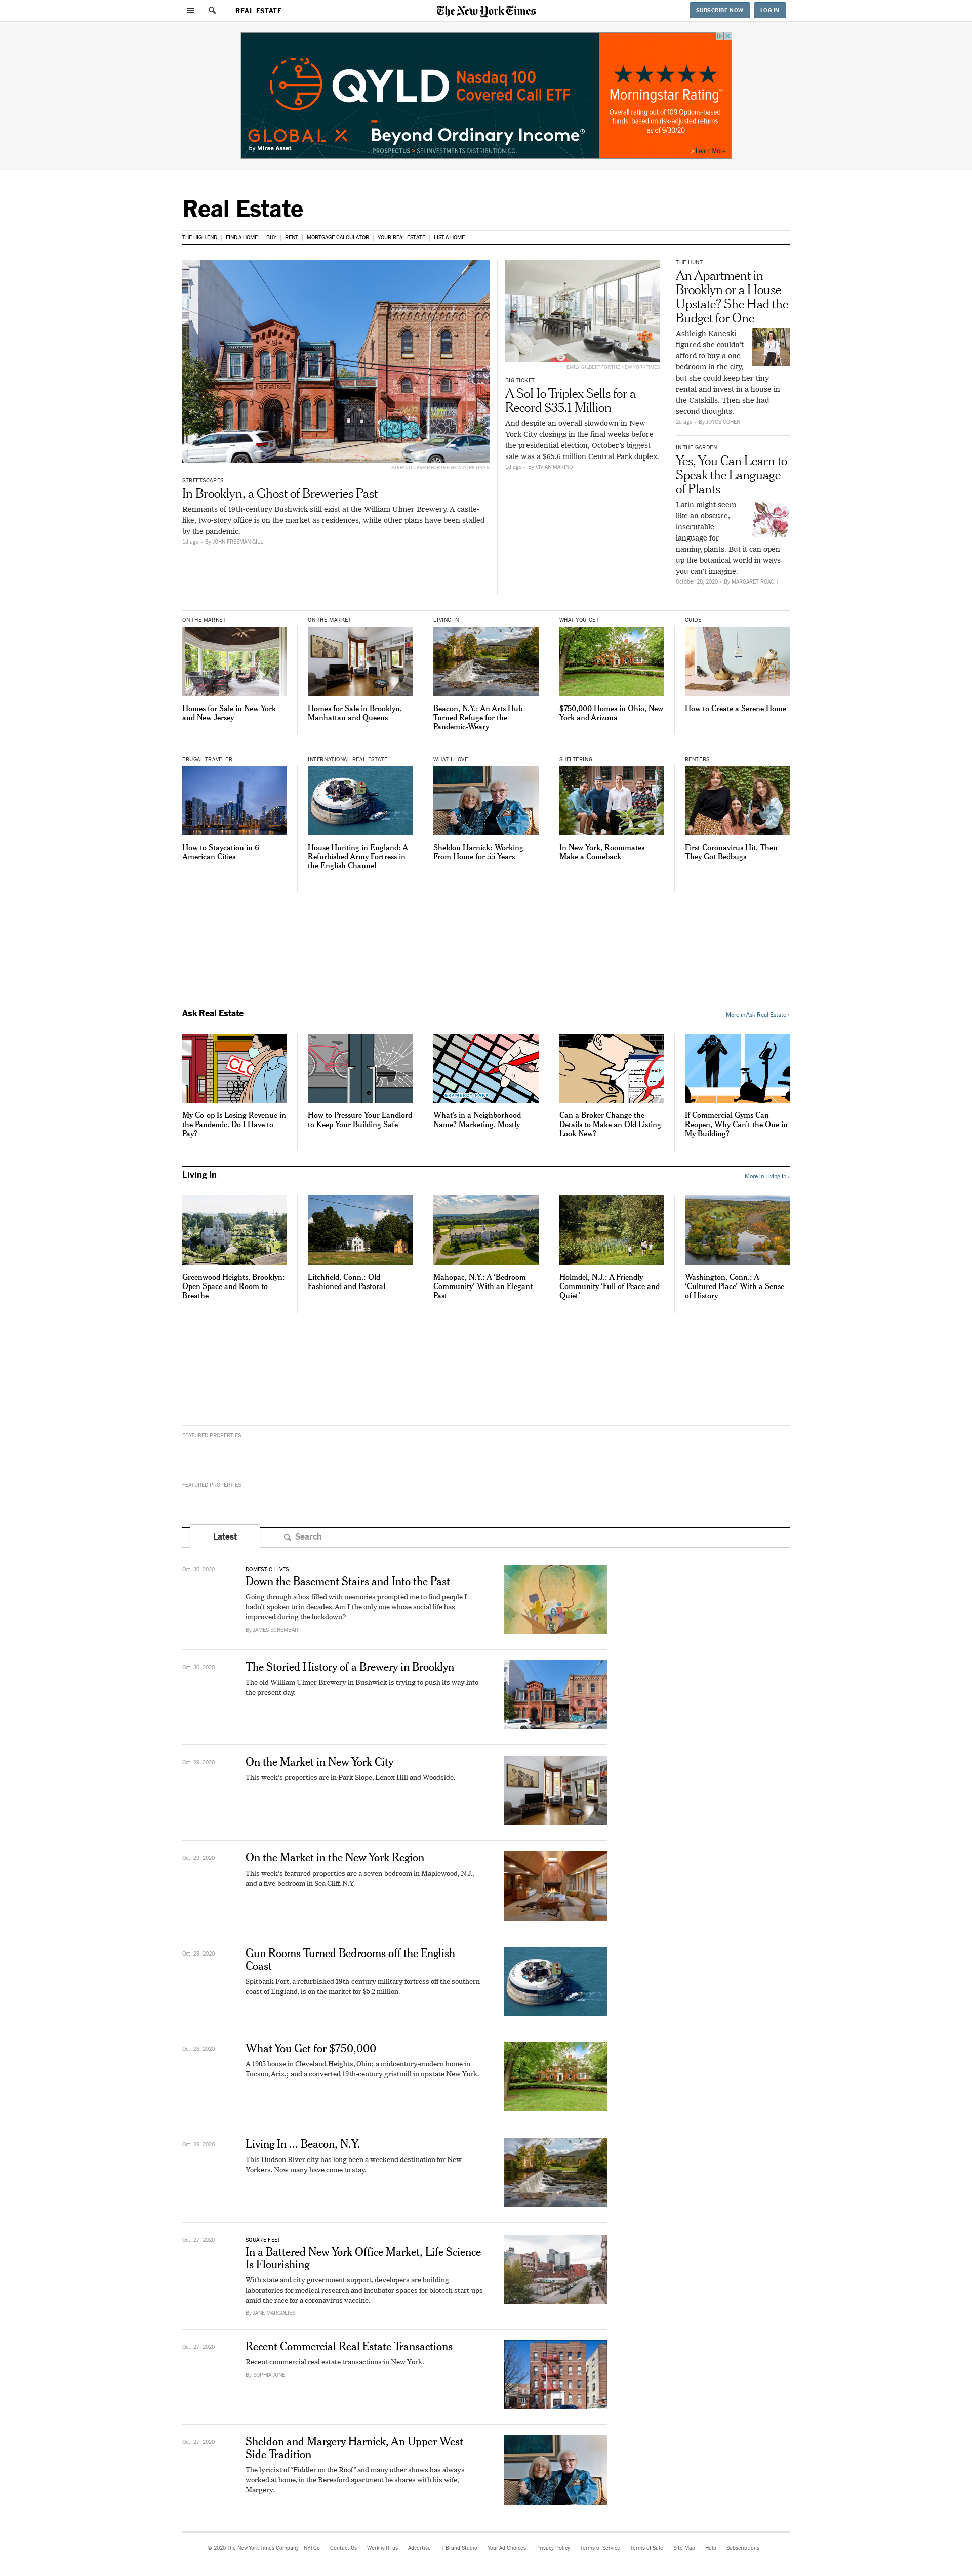 REAL ESTATE
The New York Times
SUBSCRIBE NOW
LOG IN
QYLD Nasdaq 100
Covered Call ETF
GLOBAL X
by Mirae Asset
Beyond Ordinary Income®
PROSPECTUS > SEI INVESTMENTS DISTRIBUTION CO.
★★★★★
Morningstar Rating™
Overall rating out of 109 Options-based
funds, based on risk-adjusted returns
as of 9/30/20
» Learn More
Real Estate
THE HIGH END | FIND A HOME | BUY | RENT | MORTGAGE CALCULATOR | YOUR REAL ESTATE | LIST A HOME
OFFICE
STEFANO UKMAR FOR THE NEW YORK TIMES
STREETSCAPES
In Brooklyn, a Ghost of Breweries Past
Remnants of 19th-century Bushwick still exist at the William Ulmer Brewery. A castle-
like, two-story office is on the market as residences, while other plans have been stalled
by the pandemic.
1d ago - By JOHN FREEMAN GILL
EMILY GILBERT FOR THE NEW YORK TIMES
BIG TICKET
A SoHo Triplex Sells for a
Record $35.1 Million
And despite an overall slowdown in New
York City closings in the final weeks before
the presidential election, October's biggest
sale was a $65.6 million Central Park duplex.
1d ago - By VIVIAN MARINO
THE HUNT
An Apartment in
Brooklyn or a House
Upstate? She Had the
Budget for One
Ashleigh Kaneski
figured she couldn't
afford to buy a one-
bedroom in the city,
but she could keep her tiny
rental and invest in a house in
the Catskills. Then she had
second thoughts.
2d ago - By JOYCE COHEN
IN THE GARDEN
Yes, You Can Learn to
Speak the Language
of Plants
Latin might seem
like an obscure,
inscrutable
language for
naming plants. But it can open
up the botanical world in ways
you can't imagine.
October 28, 2020 - By MARGARET ROACH
ON THE MARKET
Homes for Sale in New York
and New Jersey
ON THE MARKET
Homes for Sale in Brooklyn,
Manhattan and Queens
LIVING IN
Beacon, N.Y.: An Arts Hub
Turned Refuge for the
Pandemic-Weary
WHAT YOU GET
$750,000 Homes in Ohio, New
York and Arizona
GUIDE
How to Create a Serene Home
FRUGAL TRAVELER
How to Staycation in 6
American Cities
INTERNATIONAL REAL ESTATE
House Hunting in England: A
Refurbished Army Fortress in
the English Channel
WHAT I LOVE
Sheldon Harnick: Working
From Home for 55 Years
SHELTERING
In New York, Roommates
Make a Comeback
RENTERS
First Coronavirus Hit, Then
They Got Bedbugs
Ask Real Estate
More in Ask Real Estate ›
CLO
My Co-op Is Losing Revenue in
the Pandemic. Do I Have to
Pay?
How to Pressure Your Landlord
to Keep Your Building Safe
GRAMERCY PARK
What's in a Neighborhood
Name? Marketing, Mostly
Can a Broker Change the
Details to Make an Old Listing
Look New?
If Commercial Gyms Can
Reopen, Why Can't the One in
My Building?
Living In
More in Living In ›
Greenwood Heights, Brooklyn:
Open Space and Room to
Breathe
Litchfield, Conn.: Old-
Fashioned and Pastoral
Mahopac, N.Y.: A 'Bedroom
Community' With an Elegant
Past
Holmdel, N.J.: A Friendly
Community 'Full of Peace and
Quiet'
Washington, Conn.: A
'Cultured Place' With a Sense
of History
FEATURED PROPERTIES
FEATURED PROPERTIES
Latest
Search
Oct. 30, 2020
DOMESTIC LIVES
Down the Basement Stairs and Into the Past
Going through a box filled with memories prompted me to find people I
hadn't spoken to in decades. Am I the only one whose social life has
improved during the lockdown?
By JAMES SCHEMBARI
Oct. 30, 2020
The Storied History of a Brewery in Brooklyn
The old William Ulmer Brewery in Bushwick is trying to push its way into
the present day.
Oct. 29, 2020
On the Market in New York City
This week's properties are in Park Slope, Lenox Hill and Woodside.
Oct. 29, 2020
On the Market in the New York Region
This week's featured properties are a seven-bedroom in Maplewood, N.J.,
and a five-bedroom in Sea Cliff, N.Y.
Oct. 28, 2020
Gun Rooms Turned Bedrooms off the English
Coast
Spitbank Fort, a refurbished 19th-century military fortress off the southern
coast of England, is on the market for $5.2 million.
Oct. 28, 2020
What You Get for $750,000
A 1905 house in Cleveland Heights, Ohio; a midcentury-modern home in
Tucson, Ariz.; and a converted 19th-century gristmill in upstate New York.
Oct. 28, 2020
Living In ... Beacon, N.Y.
This Hudson River city has long been a weekend destination for New
Yorkers. Now many have come to stay.
Oct. 27, 2020
SQUARE FEET
In a Battered New York Office Market, Life Science
Is Flourishing
With state and city government support, developers are building
laboratories for medical research and incubator spaces for biotech start-ups
amid the race for a coronavirus vaccine.
By JANE MARGOLIES
Oct. 27, 2020
Recent Commercial Real Estate Transactions
Recent commercial real estate transactions in New York.
By SOPHIA JUNE
Oct. 27, 2020
Sheldon and Margery Harnick, An Upper West
Side Tradition
The lyricist of "Fiddler on the Roof" and many other shows has always
worked at home, in the Beresford apartment he shares with his wife,
Margery.
© 2020 The New York Times Company NYTCo Contact Us Work with us Advertise T Brand Studio Your Ad Choices Privacy Policy Terms of Service Terms of Sale Site Map Help Subscriptions